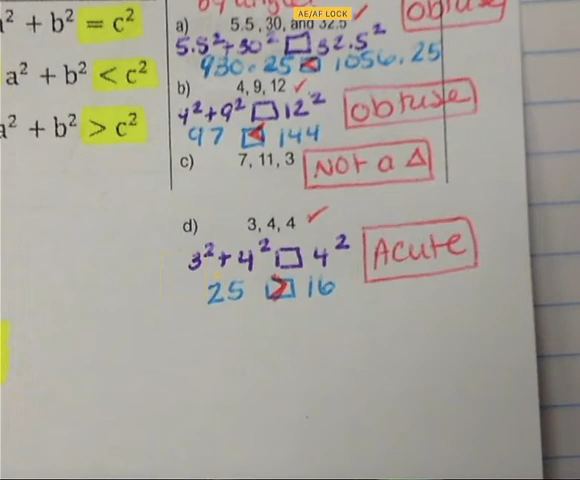 AE/AF LOCK
a² + b² = c²
a² + b² < c²
a² + b² > c²
a) 5.5, 30, and 32.5 ✓
5.5² + 30² □ 32.5²
930.25 < 1056.25
Obtuse
b) 4, 9, 12 ✓
4² + 9² □ 12²
97 < 144
Obtuse
c) 7, 11, 3
Not a Δ
d) 3, 4, 4 ✓
3² + 4² □ 4²
25 > 16
Acute